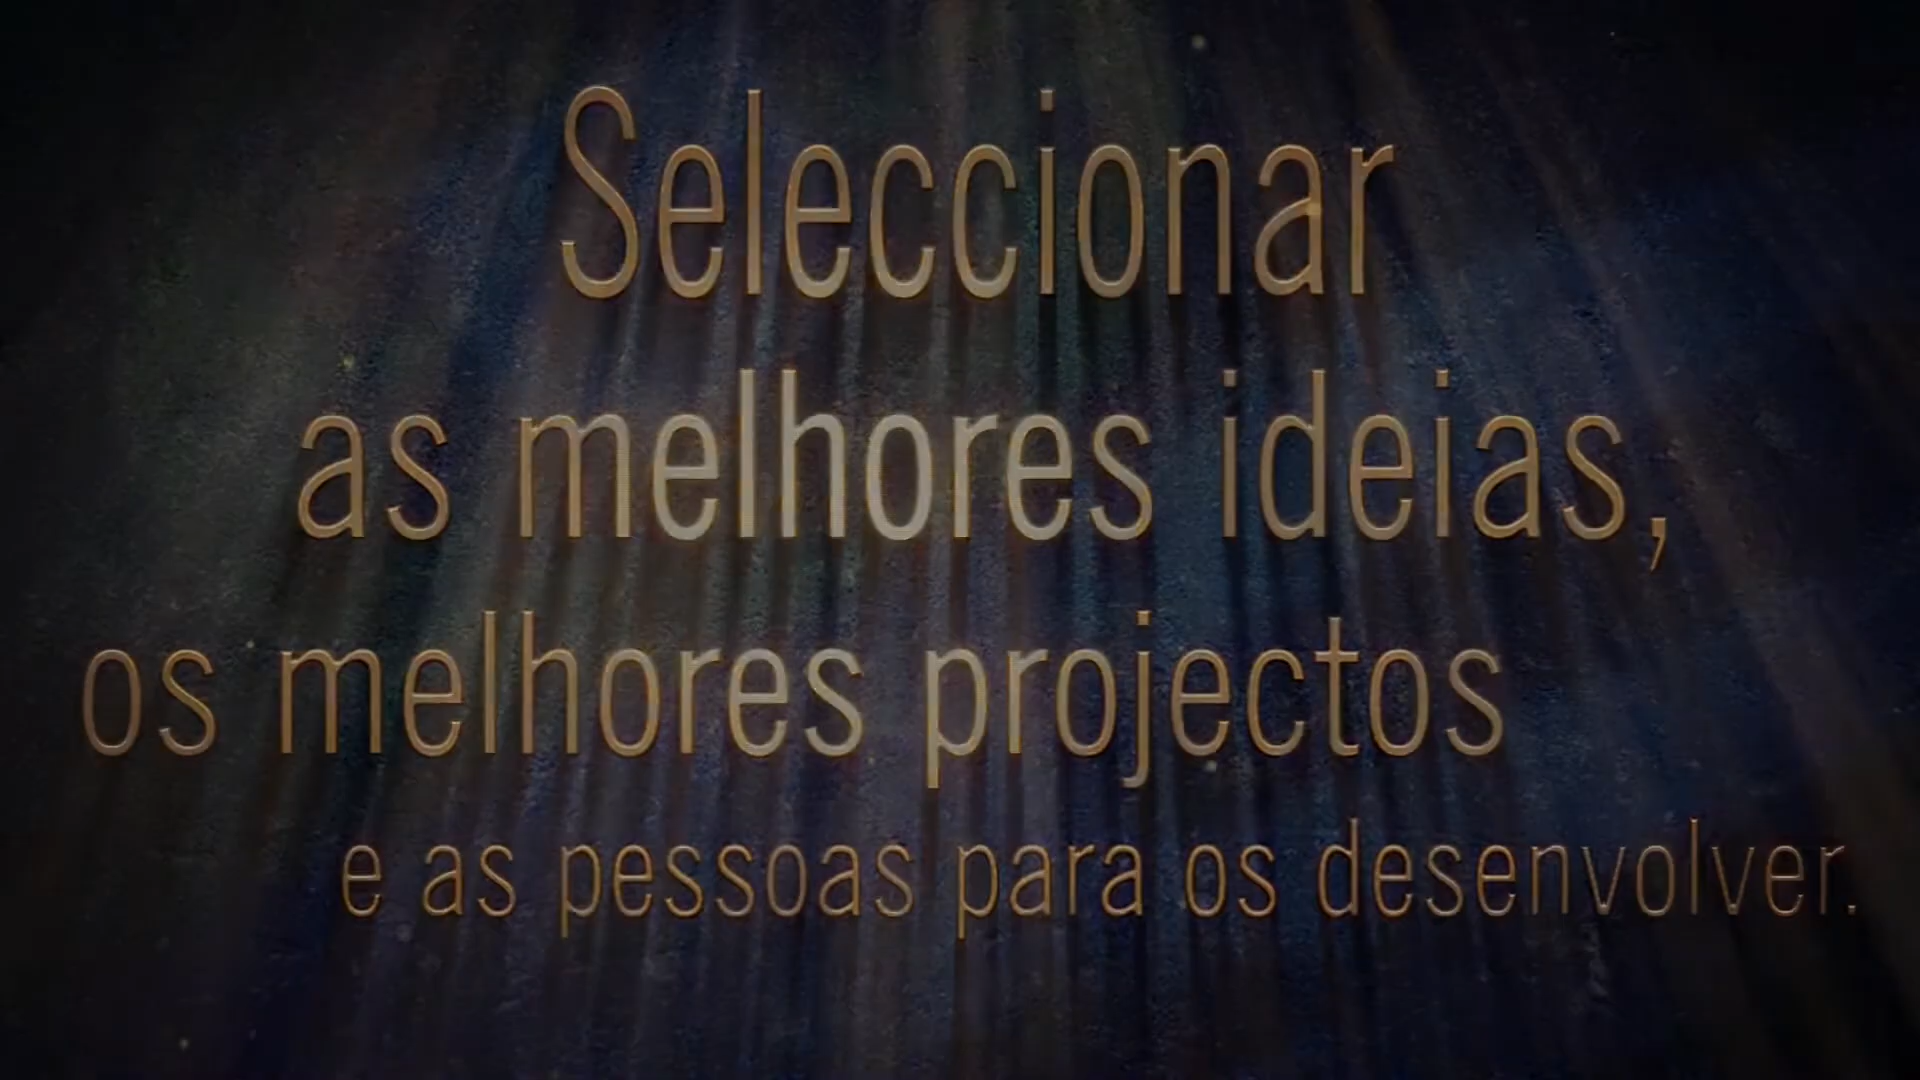 Seleccionar
as melhores ideias,
os melhores projectos
e as pessoas para os desenvolver.